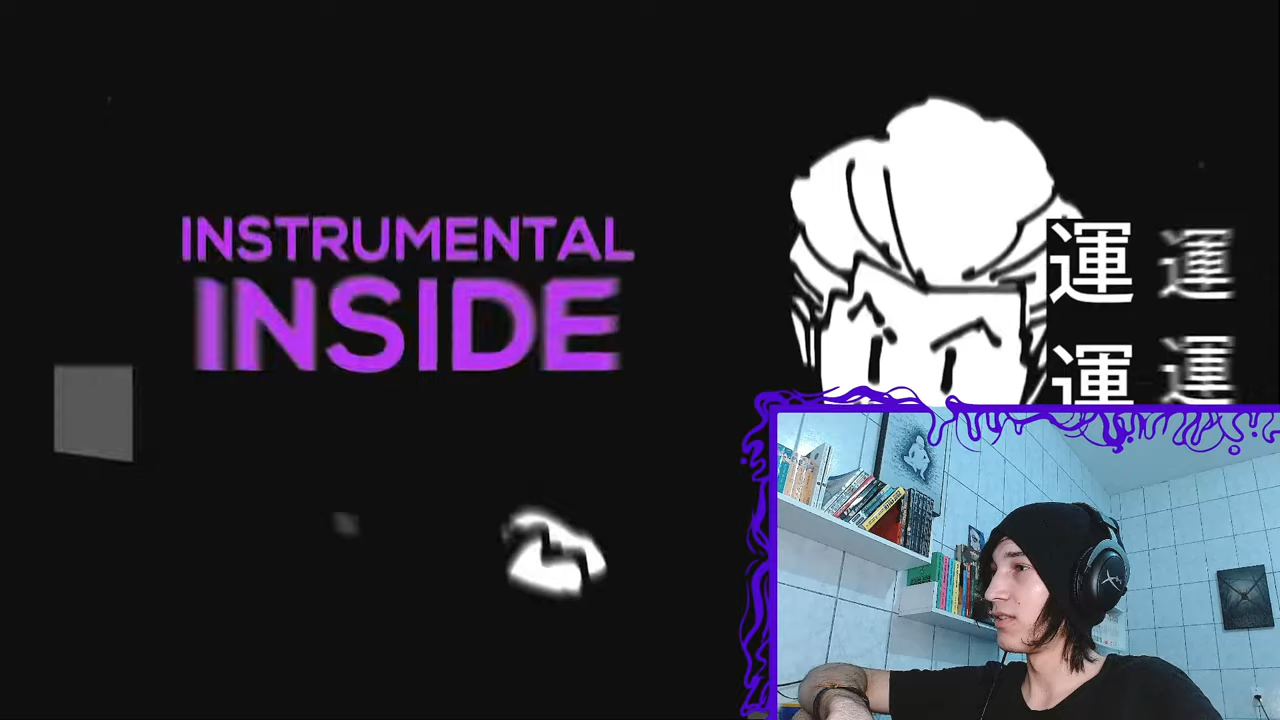 INSTRUMENTAL
INSIDE
運 運
運 運